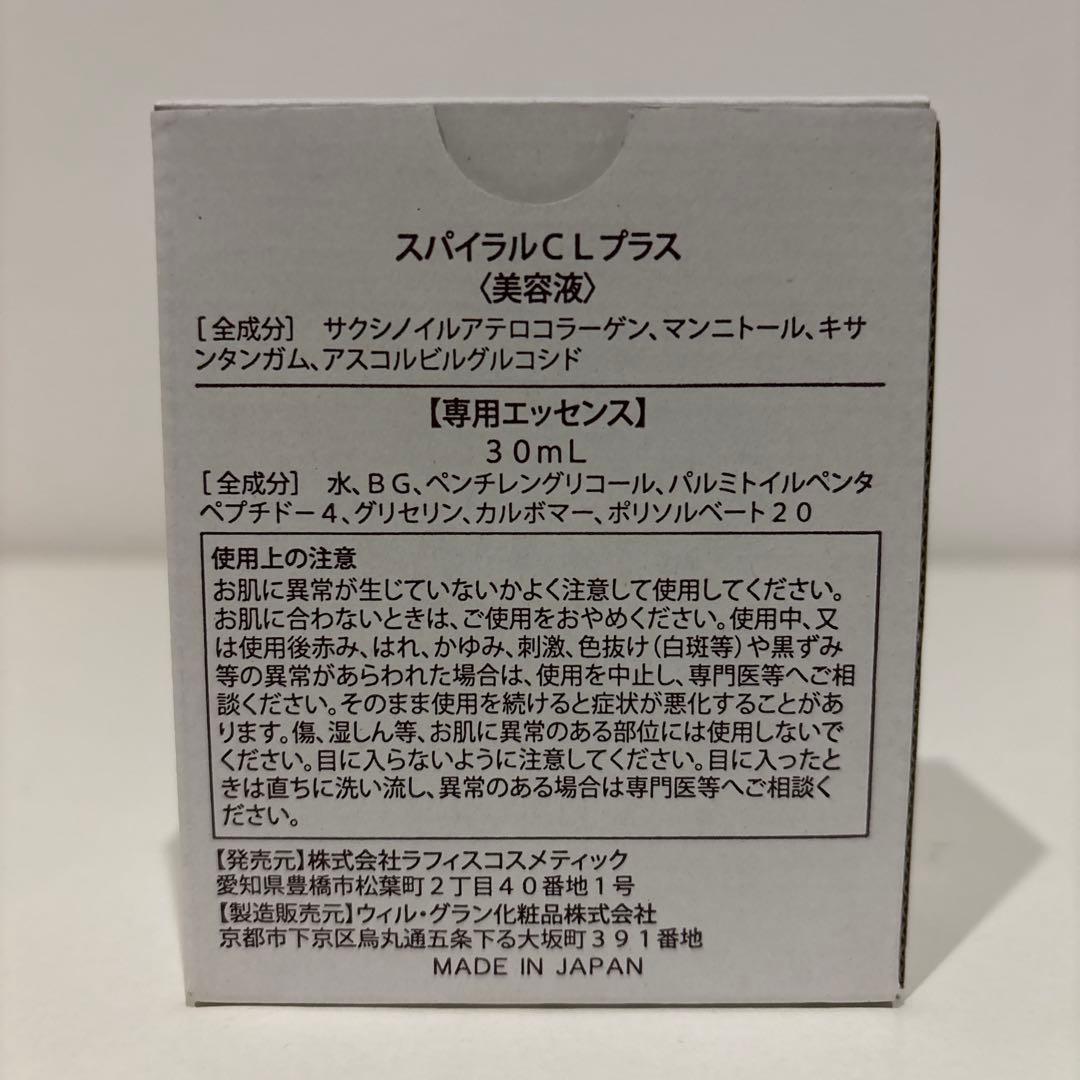 スパイラルCLプラス
〈美容液〉
[全成分] サクシノイルアテロコラーゲン、マンニトール、キサ
ンタンガム、アスコルビルグルコシド
【専用エッセンス】
30mL
[全成分] 水、BG、ペンチレングリコール、パルミトイルペンタ
ペプチドー4、グリセリン、カルボマー、ポリソルベート20
使用上の注意
お肌に異常が生じていないかよく注意して使用してください。
お肌に合わないときは、ご使用をおやめください。使用中、又
は使用後赤み、はれ、かゆみ、刺激、色抜け(白斑等)や黒ずみ
等の異常があらわれた場合は、使用を中止し、専門医等へご相
談ください。そのまま使用を続けると症状が悪化することがあ
ります。傷、湿しん等、お肌に異常のある部位には使用しないで
ください。目に入らないように注意してください。目に入ったと
きは直ちに洗い流し、異常のある場合は専門医等へご相談く
ださい。
【発売元】株式会社ラフィスコスメティック
愛知県豊橋市松葉町2丁目40番地1号
【製造販売元】ウィル・グラン化粧品株式会社
京都市下京区烏丸通五条下る大坂町391番地
MADE IN JAPAN